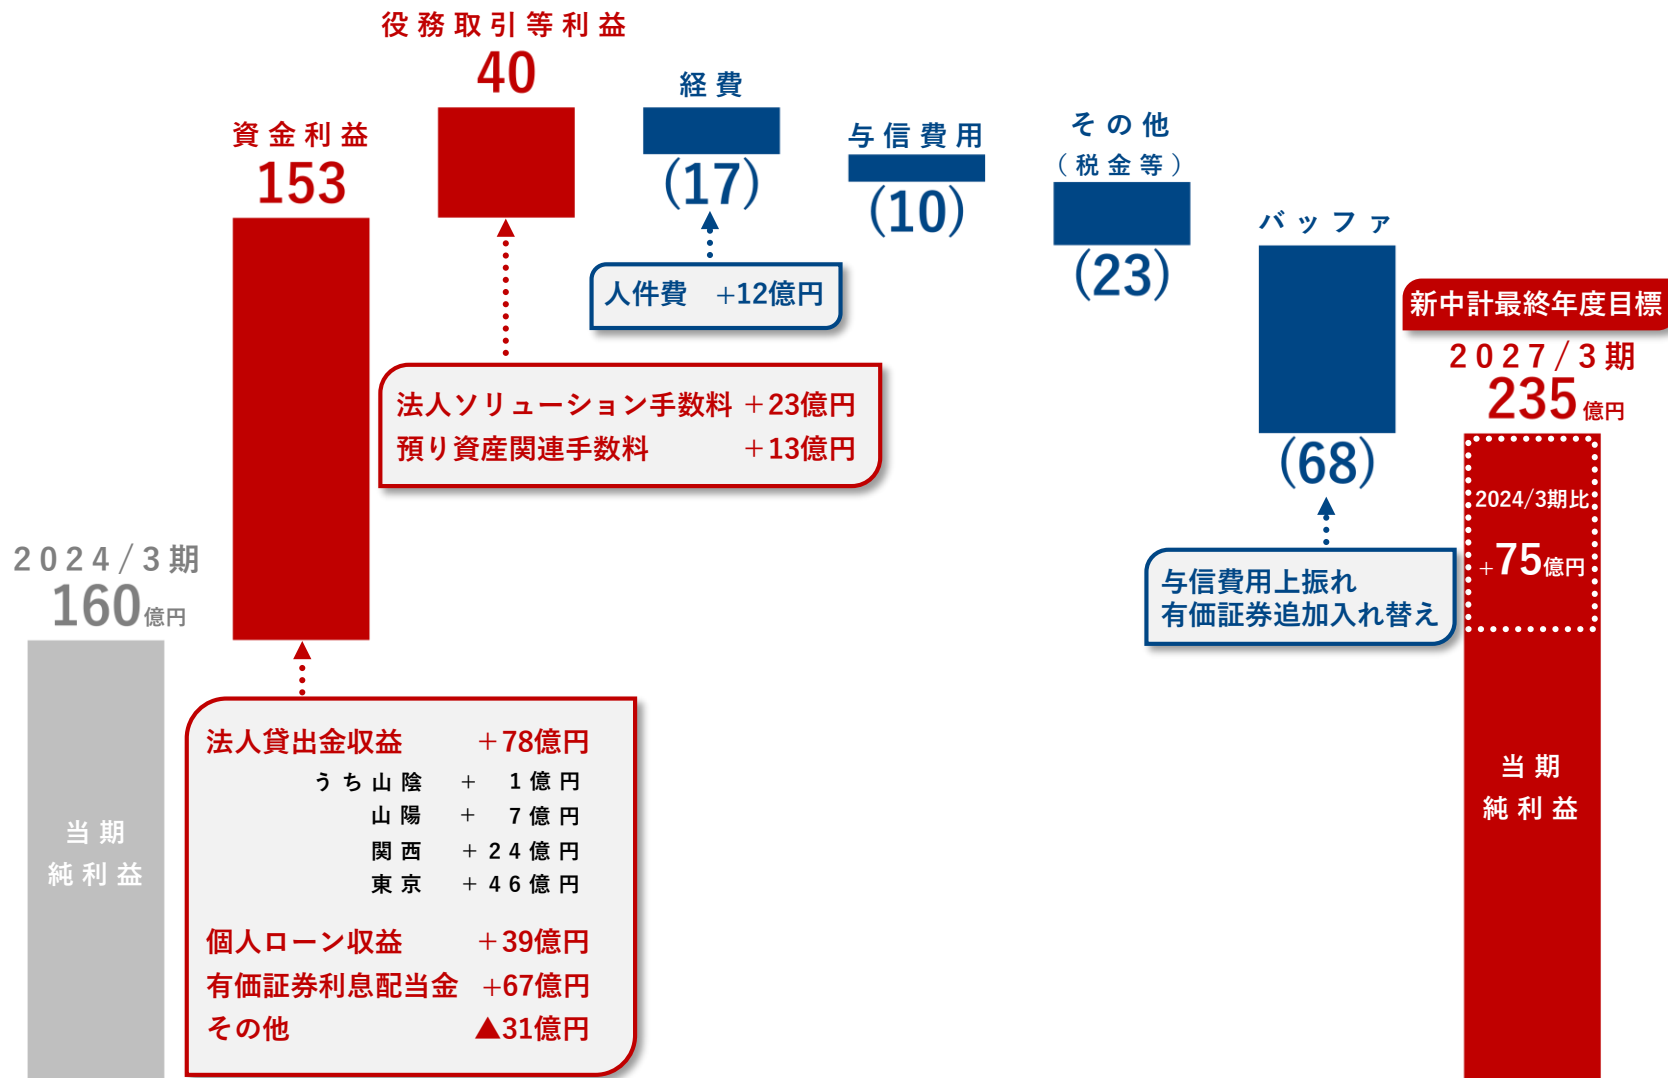 役務取引等利益
40
資金利益
153
経費
(17)
与信費用
(10)
その他
（税金等）
(23)
バッファ
(68)
人件費 +12億円
法人ソリューション手数料 +23億円
預り資産関連手数料 +13億円
新中計最終年度目標
2027/3期
235億円
2024/3期比
+75億円
当期
純利益
与信費用上振れ
有価証券追加入れ替え
2024/3期
160億円
当期
純利益
法人貸出金収益 +78億円
うち山陰 + 1億円
山陽 + 7億円
関西 +24億円
東京 +46億円
個人ローン収益 +39億円
有価証券利息配当金 +67億円
その他 ▲31億円